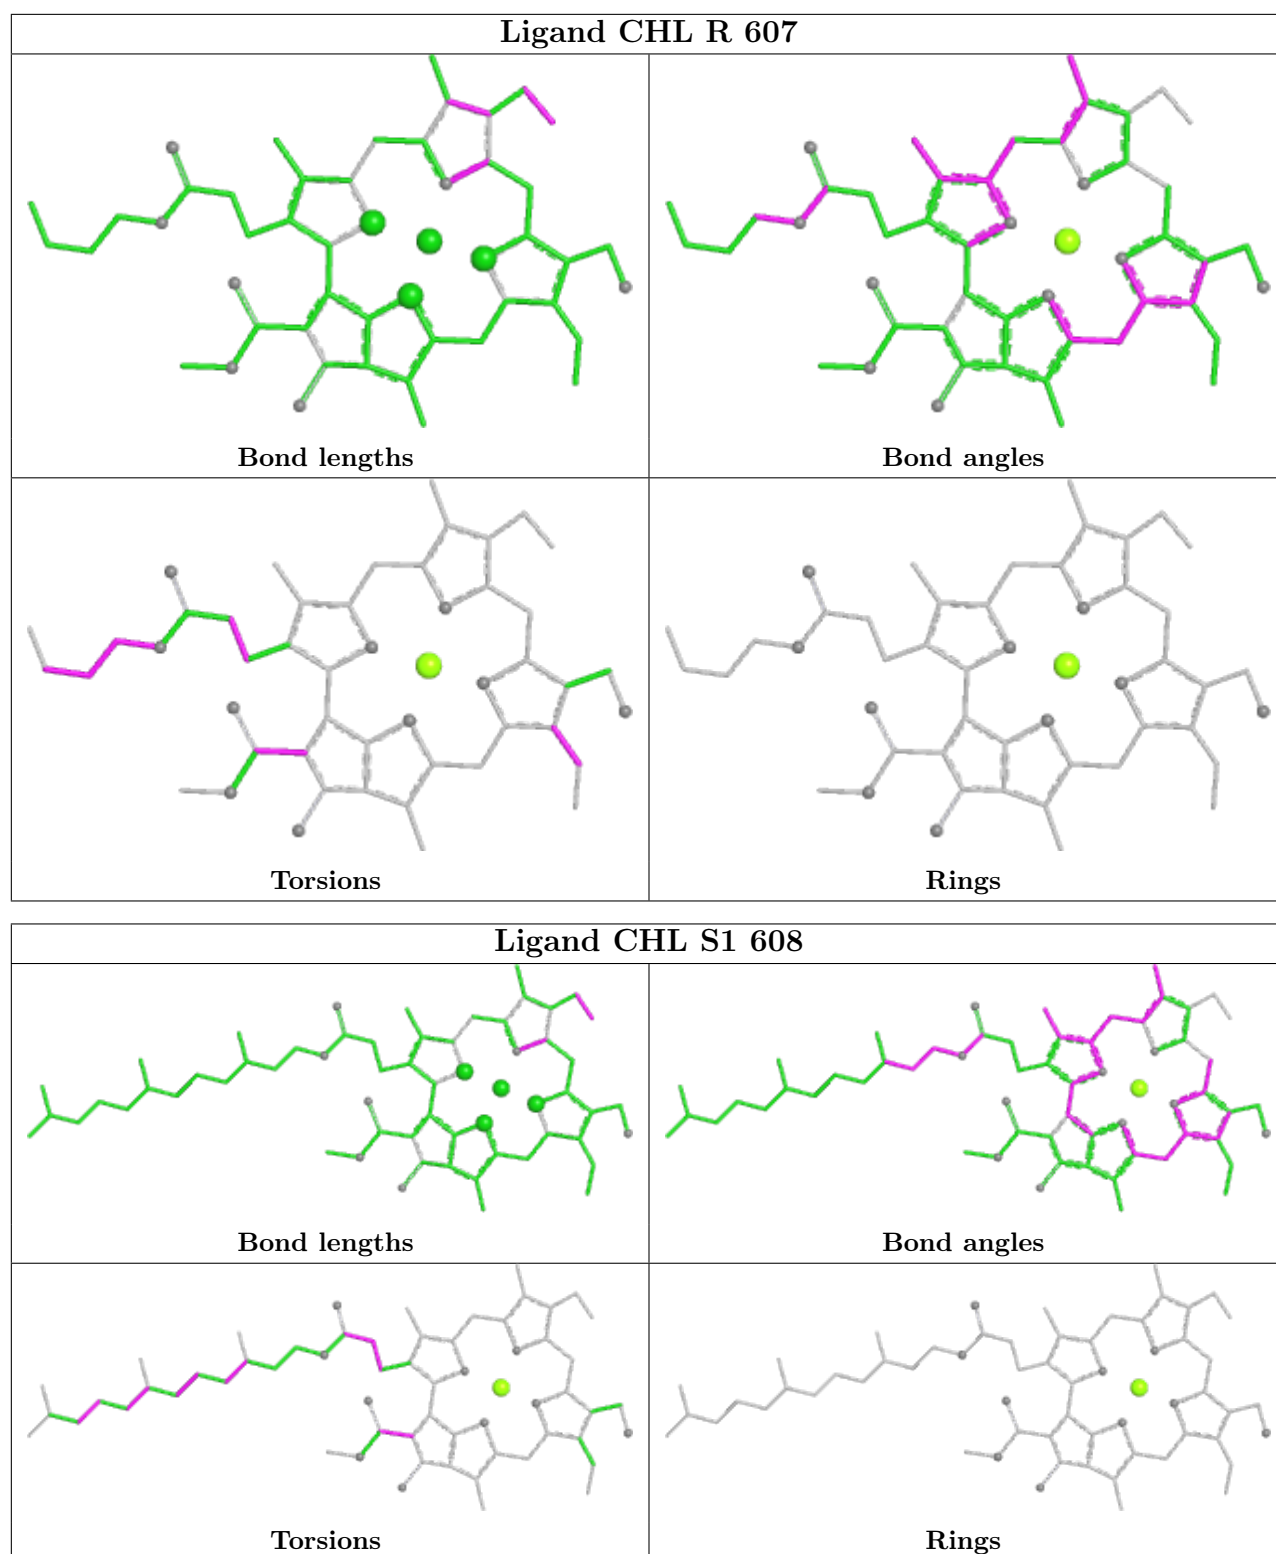 Ligand CHL R 607
Bond lengths
Bond angles
Torsions
Rings
Ligand CHL S1 608
Bond lengths
Bond angles
Torsions
Rings